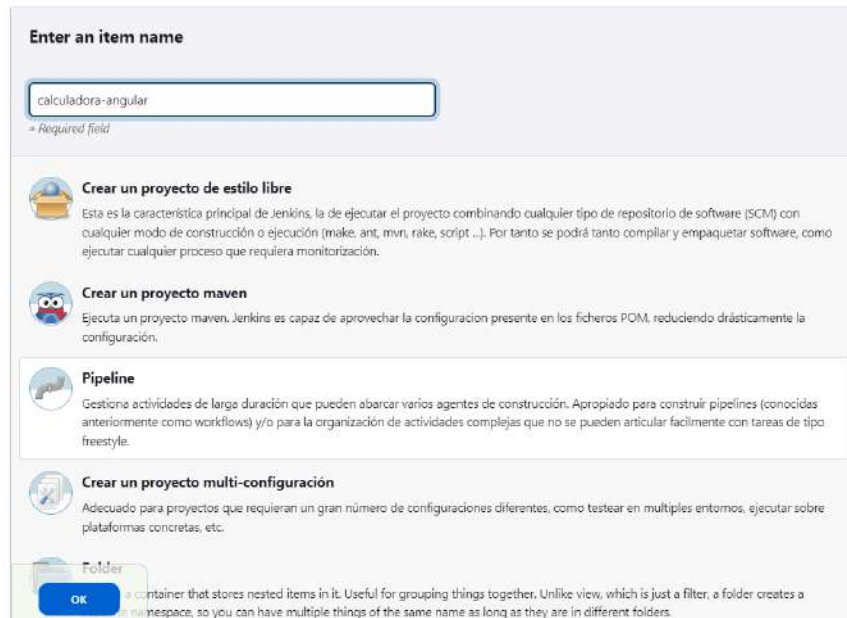 Enter an item name
calculadora-angular
» Required field
Crear un proyecto de estilo libre
Esta es la característica principal de Jenkins, la de ejecutar el proyecto combinando cualquier tipo de repositorio de software (SCM) con
cualquier modo de construcción o ejecución (make, ant, mvn, rake, script ...). Por tanto se podrá tanto compilar y empaquetar software, como
ejecutar cualquier proceso que requiera monitorización.
Crear un proyecto maven
Ejecuta un proyecto maven. Jenkins es capaz de aprovechar la configuracion presente en los ficheros POM, reduciendo drásticamente la
configuración.
Pipeline
Gestiona actividades de larga duración que pueden abarcar varios agentes de construcción. Apropiado para construir pipelines (conocidas
anteriormente como workflows) y/o para la organización de actividades complejas que no se pueden articular facilmente con tareas de tipo
freestyle.
Crear un proyecto multi-configuración
Adecuado para proyectos que requieran un gran número de configuraciones diferentes, como testear en multiples entornos, ejecutar sobre
plataformas concretas, etc.
Folder
a container that stores nested items in it. Useful for grouping things together. Unlike view, which is just a filter, a folder creates a
OK
namespace, so you can have multiple things of the same name as long as they are in different folders.